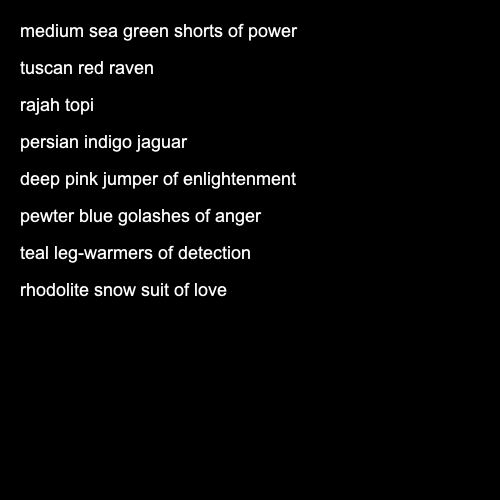 medium sea green shorts of power
tuscan red raven
rajah topi
persian indigo jaguar
deep pink jumper of enlightenment
pewter blue golashes of anger
teal leg-warmers of detection
rhodolite snow suit of love